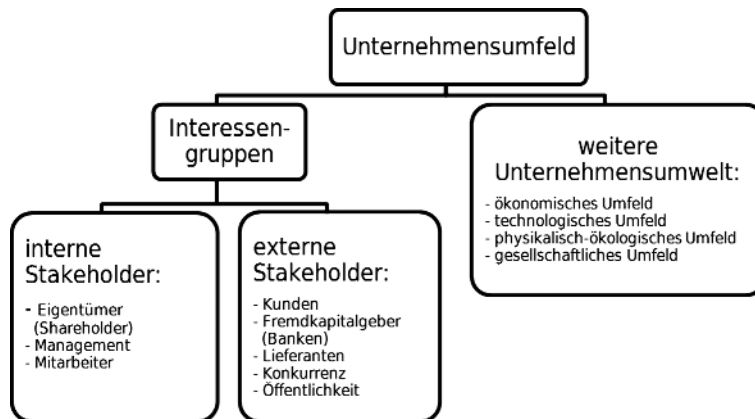 Unternehmensumfeld
Interessen-
gruppen
weitere
Unternehmensumwelt:
- ökonomisches Umfeld
- technologisches Umfeld
- physikalisch-ökologisches Umfeld
- gesellschaftliches Umfeld
interne
Stakeholder:
- Eigentümer
(Shareholder)
- Management
- Mitarbeiter
externe
Stakeholder:
- Kunden
- Fremdkapitalgeber
(Banken)
- Lieferanten
- Konkurrenz
- Öffentlichkeit